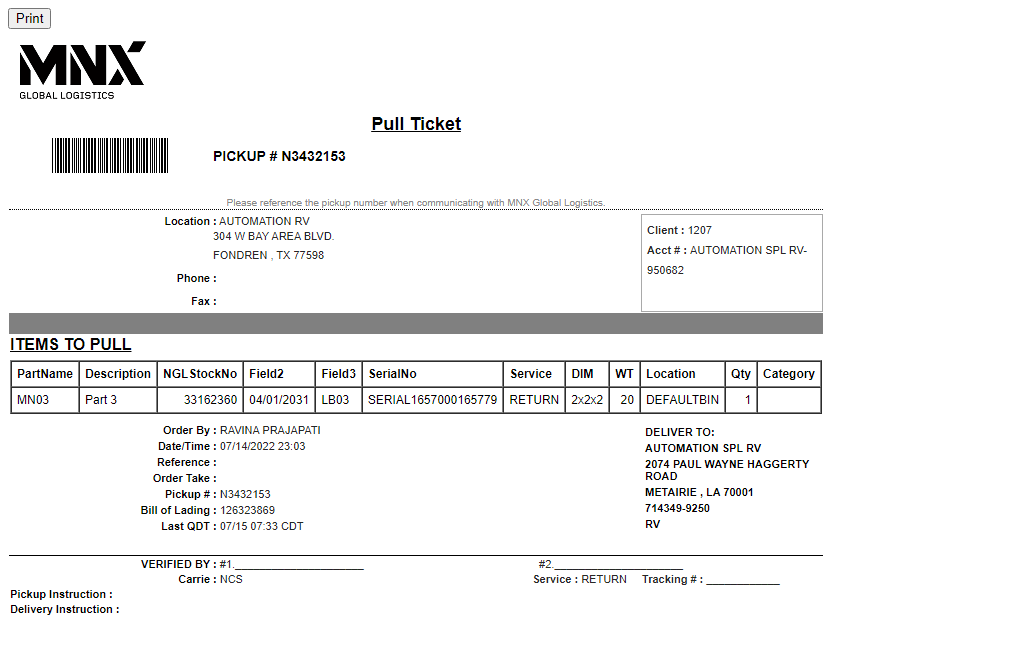 Print
MNX
GLOBAL LOGISTICS
Pull Ticket
PICKUP # N3432153
Please reference the pickup number when communicating with MNX Global Logistics.
Location : AUTOMATION RV
304 W BAY AREA BLVD.
FONDREN , TX 77598
Phone :
Fax :
Client : 1207
Acct # : AUTOMATION SPL RV-
950682
ITEMS TO PULL
PartName Description NGLStockNo Field2 Field3 SerialNo Service DIM WT Location Qty Category
MN03 Part 3 33162360 04/01/2031 LB03 SERIAL1657000165779 RETURN 2x2x2 20 DEFAULTBIN 1
Order By : RAVINA PRAJAPATI
Date/Time : 07/14/2022 23:03
Reference :
Order Take :
Pickup # : N3432153
Bill of Lading : 126323869
Last QDT : 07/15 07:33 CDT
DELIVER TO:
AUTOMATION SPL RV
2074 PAUL WAYNE HAGGERTY
ROAD
METAIRIE , LA 70001
714349-9250
RV
VERIFIED BY : #1.______________________ #2.______________________
Carrie : NCS Service : RETURN Tracking # : ____________
Pickup Instruction :
Delivery Instruction :